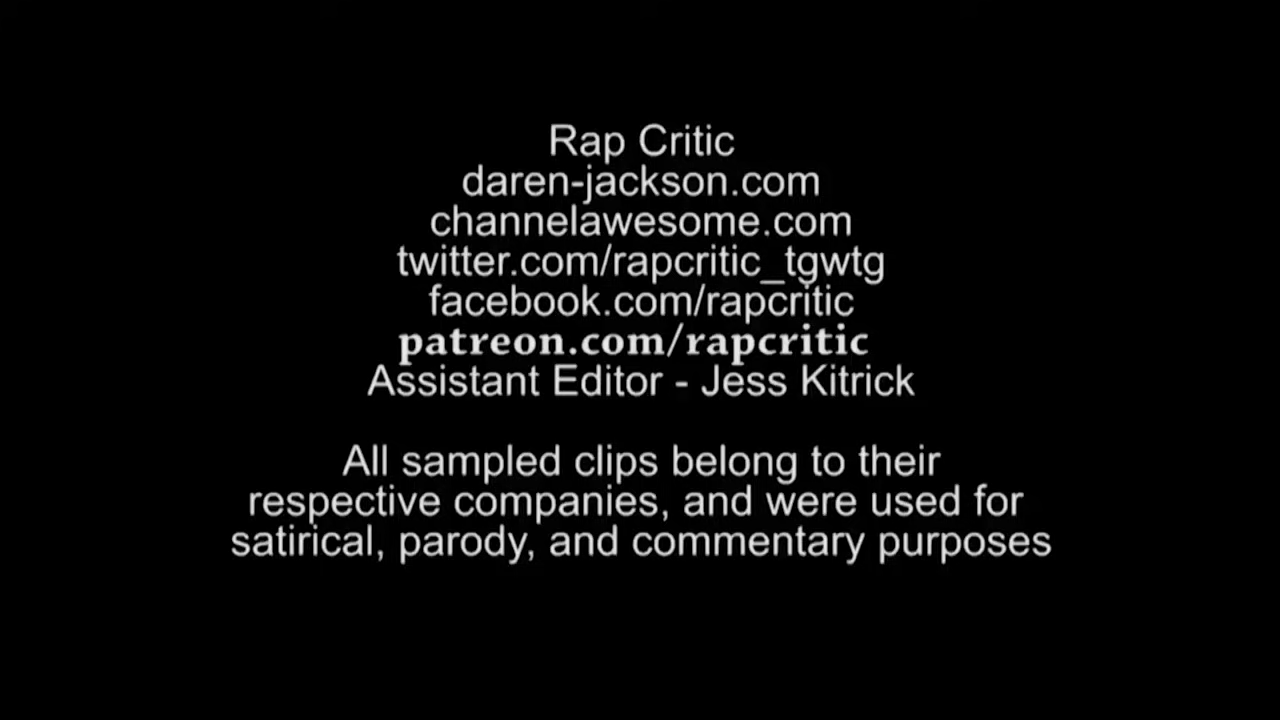 Rap Critic
daren-jackson.com
channelawesome.com
twitter.com/rapcritic_tgwtg
facebook.com/rapcritic
patreon.com/rapcritic
Assistant Editor - Jess Kitrick
All sampled clips belong to their
respective companies, and were used for
satirical, parody, and commentary purposes